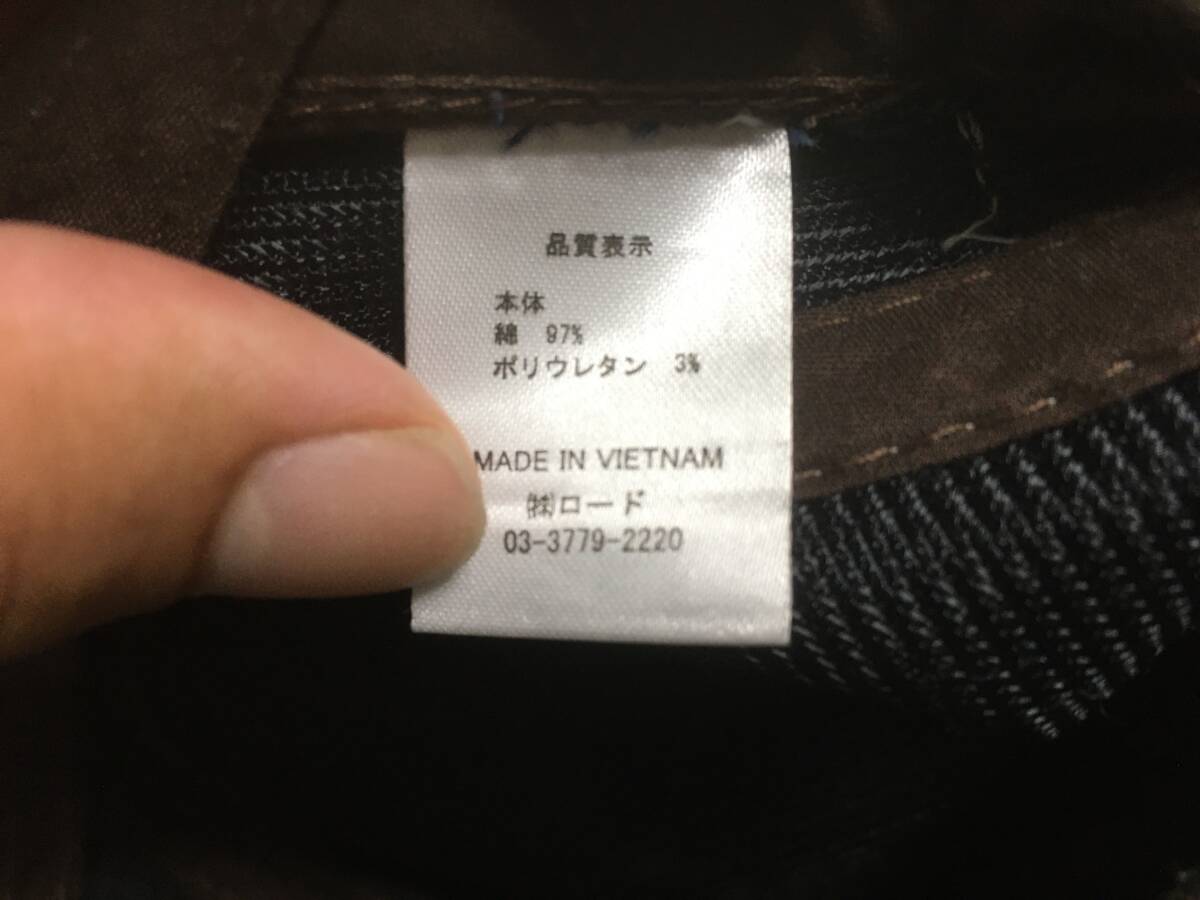 品質表示
本体
綿 97%
ポリウレタン 3%
MADE IN VIETNAM
㈱ロード
03-3779-2220